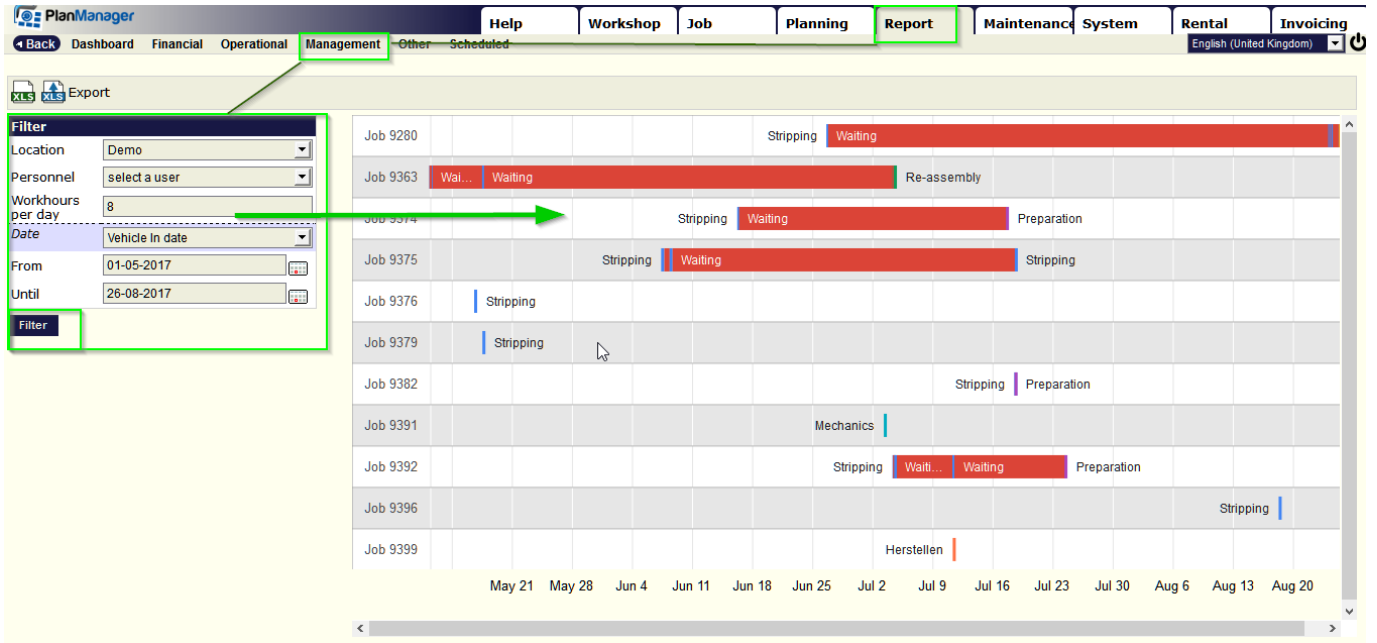 PlanManager
Help Workshop Job Planning Report Maintenance System Rental Invoicing
Back Dashboard Financial Operational Management Other Scheduled English (United Kingdom)
XLS XLS Export
Filter
Location Demo
Personnel select a user
Workhours per day 8
Date Vehicle In date
From 01-05-2017
Until 26-08-2017
Filter
Job 9280 Stripping Waiting
Job 9363 Wai... Waiting Re-assembly
Job 9374 Stripping Waiting Preparation
Job 9375 Stripping Waiting Stripping
Job 9376 Stripping
Job 9379 Stripping
Job 9382 Stripping Preparation
Job 9391 Mechanics
Job 9392 Stripping Waiti... Waiting Preparation
Job 9396 Stripping
Job 9399 Herstellen
May 21 May 28 Jun 4 Jun 11 Jun 18 Jun 25 Jul 2 Jul 9 Jul 16 Jul 23 Jul 30 Aug 6 Aug 13 Aug 20